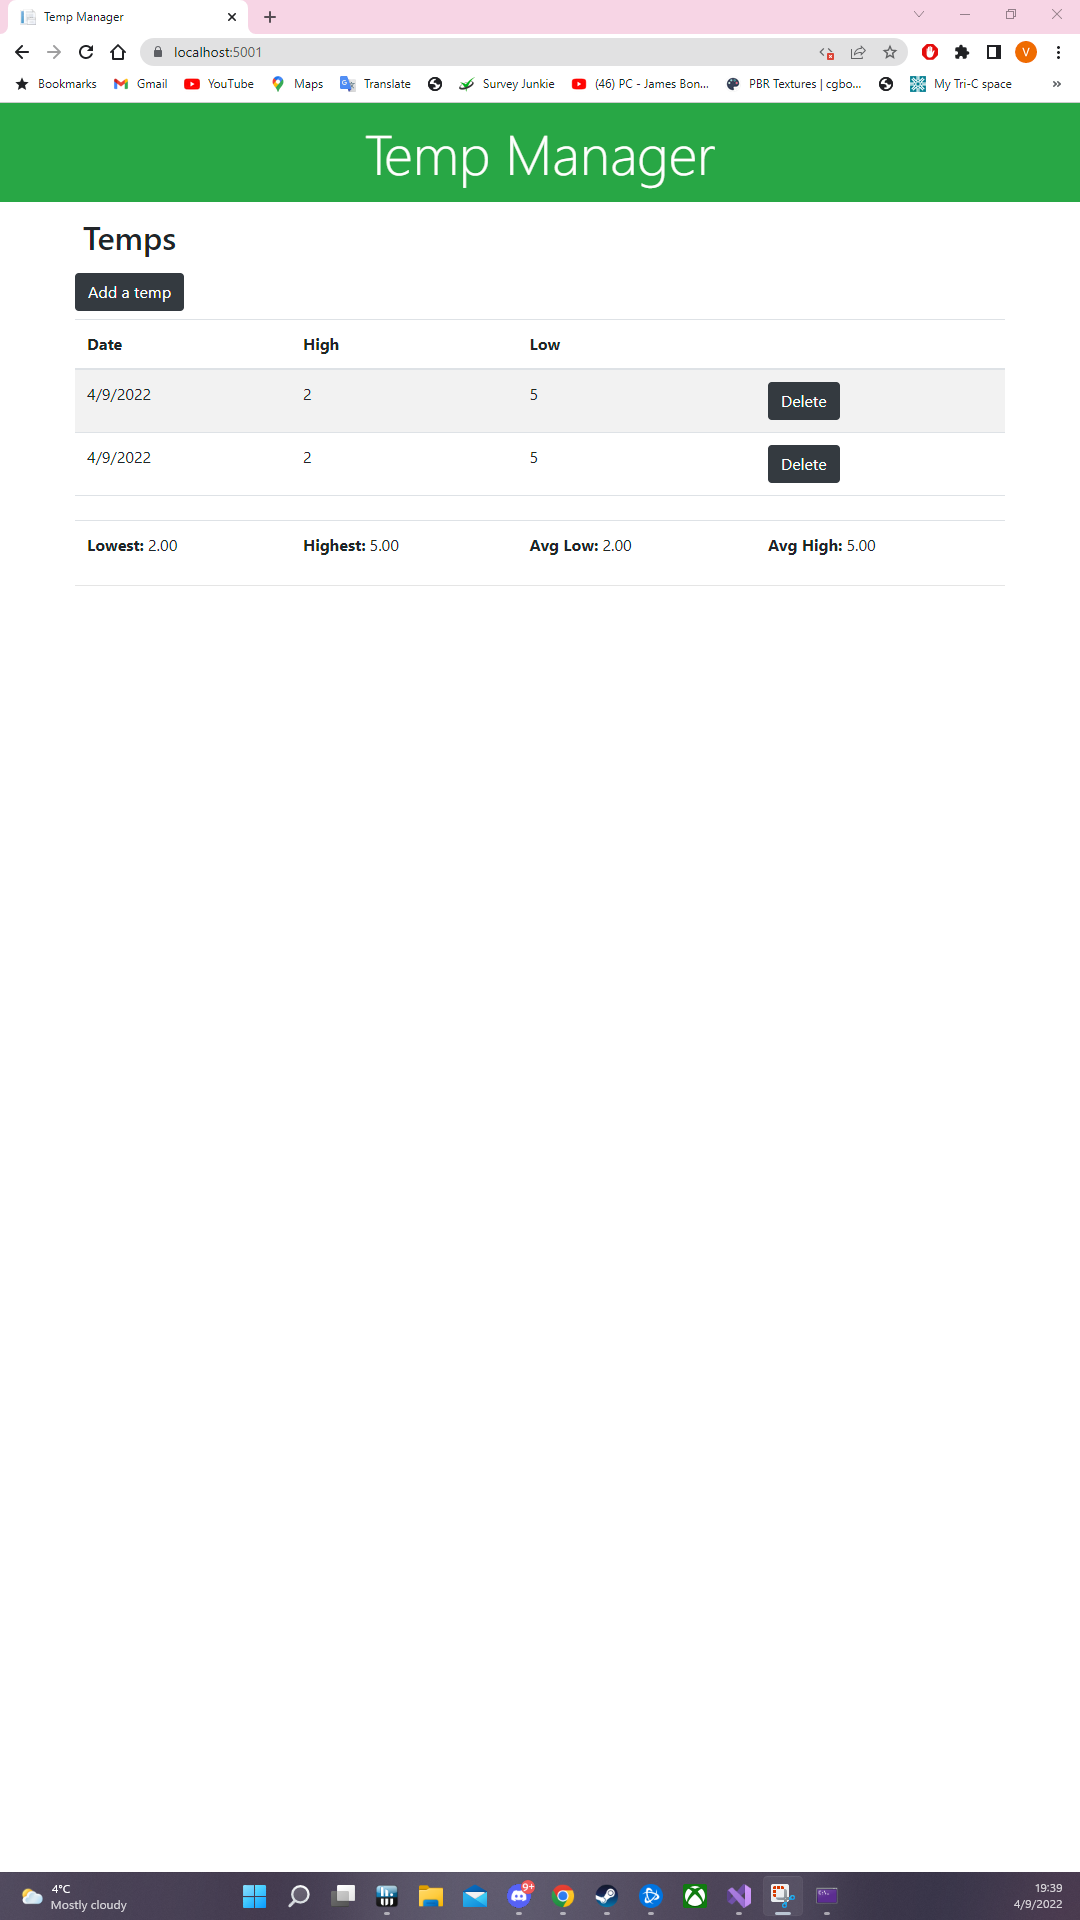 Temp Manager
localhost:5001
V
Bookmarks Gmail YouTube Maps Translate Survey Junkie (46) PC - James Bon... PBR Textures | cgbo... My Tri-C space »
Temp Manager
Temps
Add a temp
Date High Low
4/9/2022 2 5 Delete
4/9/2022 2 5 Delete
Lowest: 2.00 Highest: 5.00 Avg Low: 2.00 Avg High: 5.00
4°C
Mostly cloudy
9+
19:39
4/9/2022